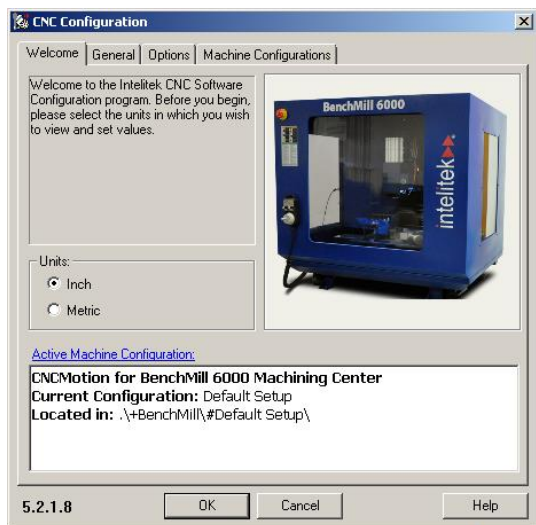 CNC Configuration
Welcome
General
Options
Machine Configurations
Welcome to the Intelitek CNC Software
Configuration program. Before you begin,
please select the units in which you wish
to view and set values.
BenchMill 6000
intelitek
Units:
Inch
Metric
Active Machine Configuration:
CNCMotion for BenchMill 6000 Machining Center
Current Configuration: Default Setup
Located in: .\+BenchMill\#Default Setup\
5.2.1.8
OK
Cancel
Help